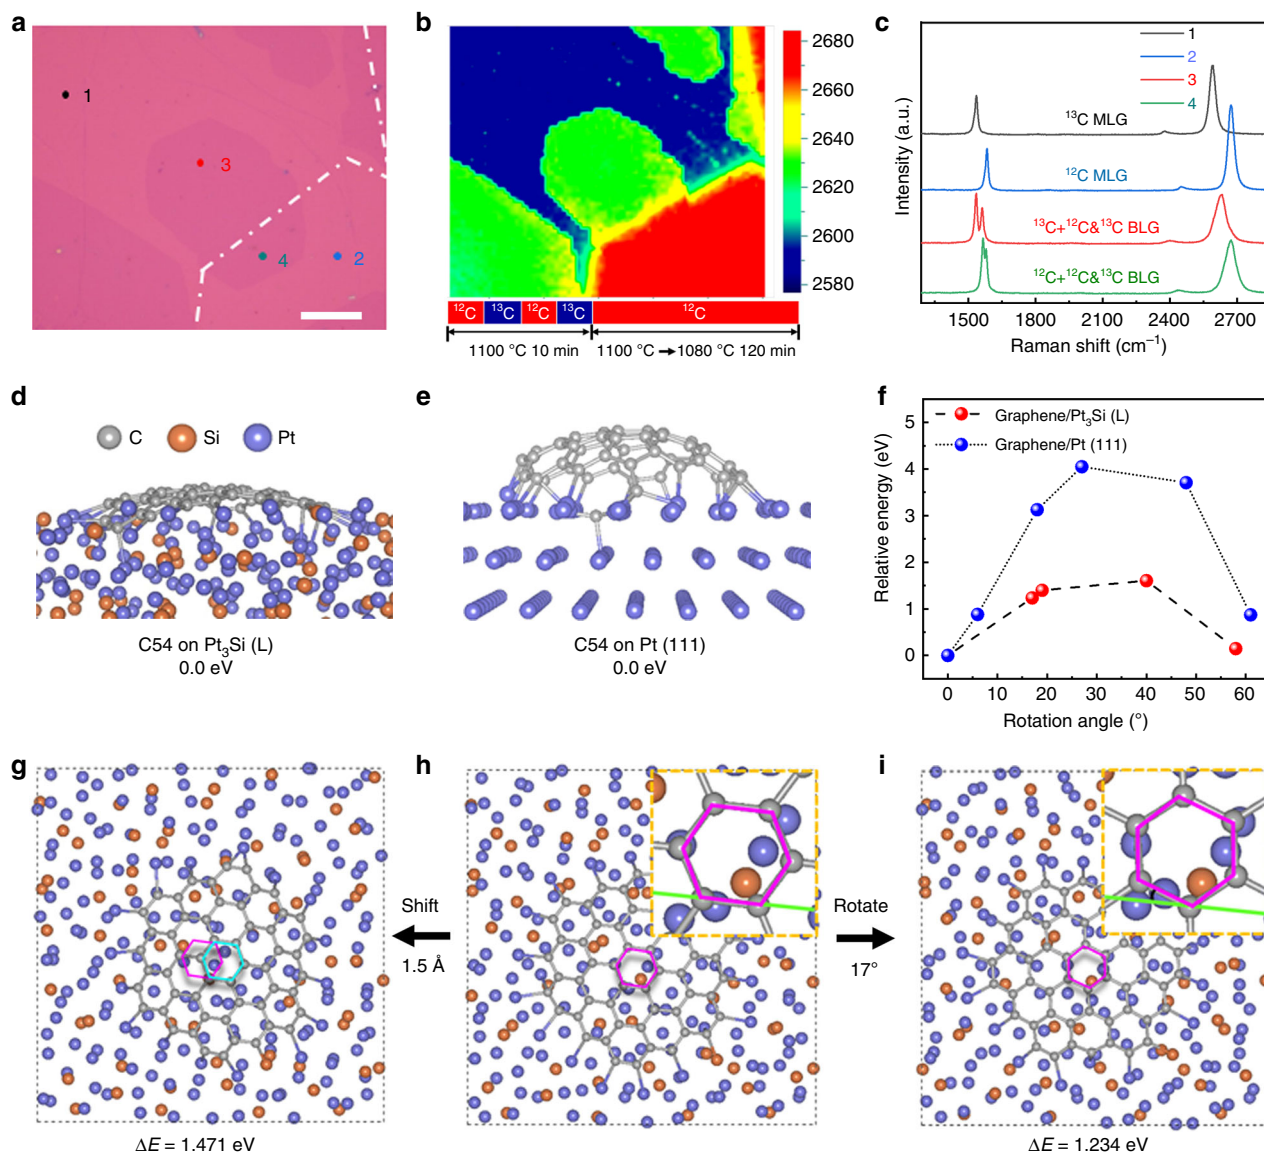 a
1
3
4
2
b
2680
2660
2640
2620
2600
2580
¹²C ¹³C ¹²C ¹³C ¹²C
1100 °C 10 min 1100 °C → 1080 °C 120 min
c
1
2
3
4
¹³C MLG
¹²C MLG
¹³C+¹²C&¹³C BLG
¹²C+¹²C&¹³C BLG
Intensity (a.u.)
1500 1800 2100 2400 2700
Raman shift (cm⁻¹)
d
C Si Pt
C54 on Pt₃Si (L)
0.0 eV
e
C54 on Pt (111)
0.0 eV
f
Graphene/Pt₃Si (L)
Graphene/Pt (111)
5
4
3
2
1
0
Relative energy (eV)
0 10 20 30 40 50 60
Rotation angle (°)
g
ΔE = 1.471 eV
Shift
1.5 Å
h
Rotate
17°
i
ΔE = 1.234 eV